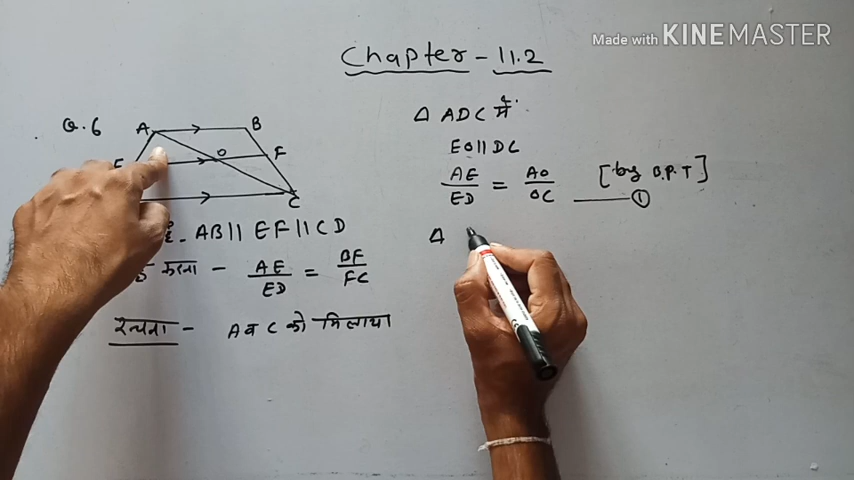 Made with KINEMASTER
Chapter - 11.2
Q.6
A B
E O F
C
AB || EF || CD
करना - AE/ED = BF/FC
रचना - A व C को मिलाया
Δ ADC में
EO || DC
AE/ED = AO/OC [by B.P.T] ——— ①
Δ